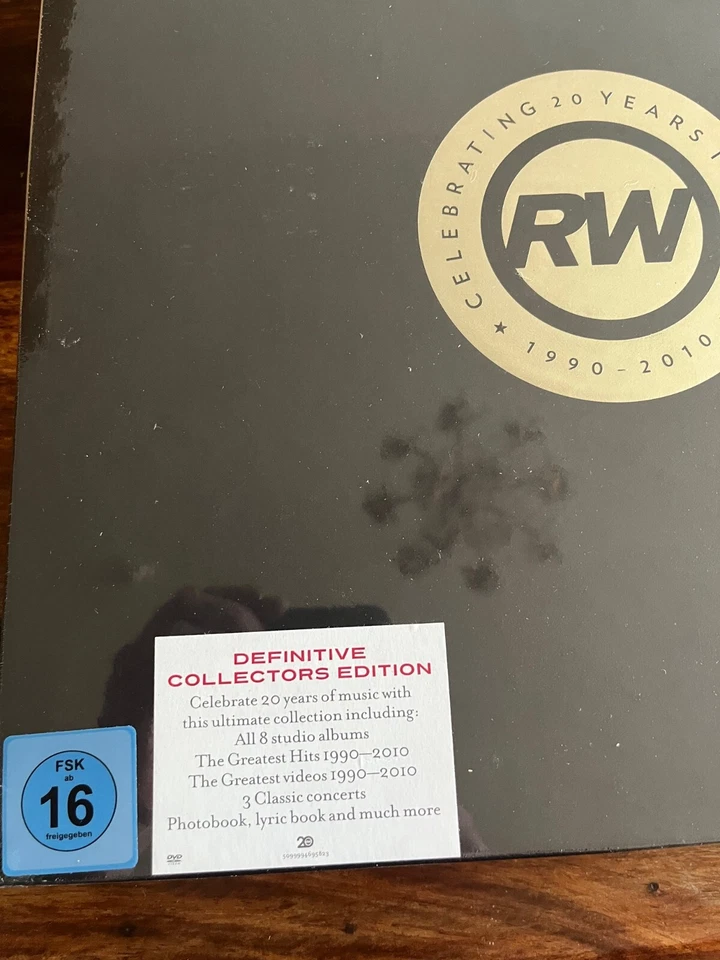 CELEBRATING 20 YEARS
RW
★ 1990 - 2010
DEFINITIVE
COLLECTORS EDITION
Celebrate 20 years of music with
this ultimate collection including:
All 8 studio albums
The Greatest Hits 1990—2010
The Greatest videos 1990—2010
3 Classic concerts
Photobook, lyric book and much more
20
DVD
FSK
ab
16
freigegeben